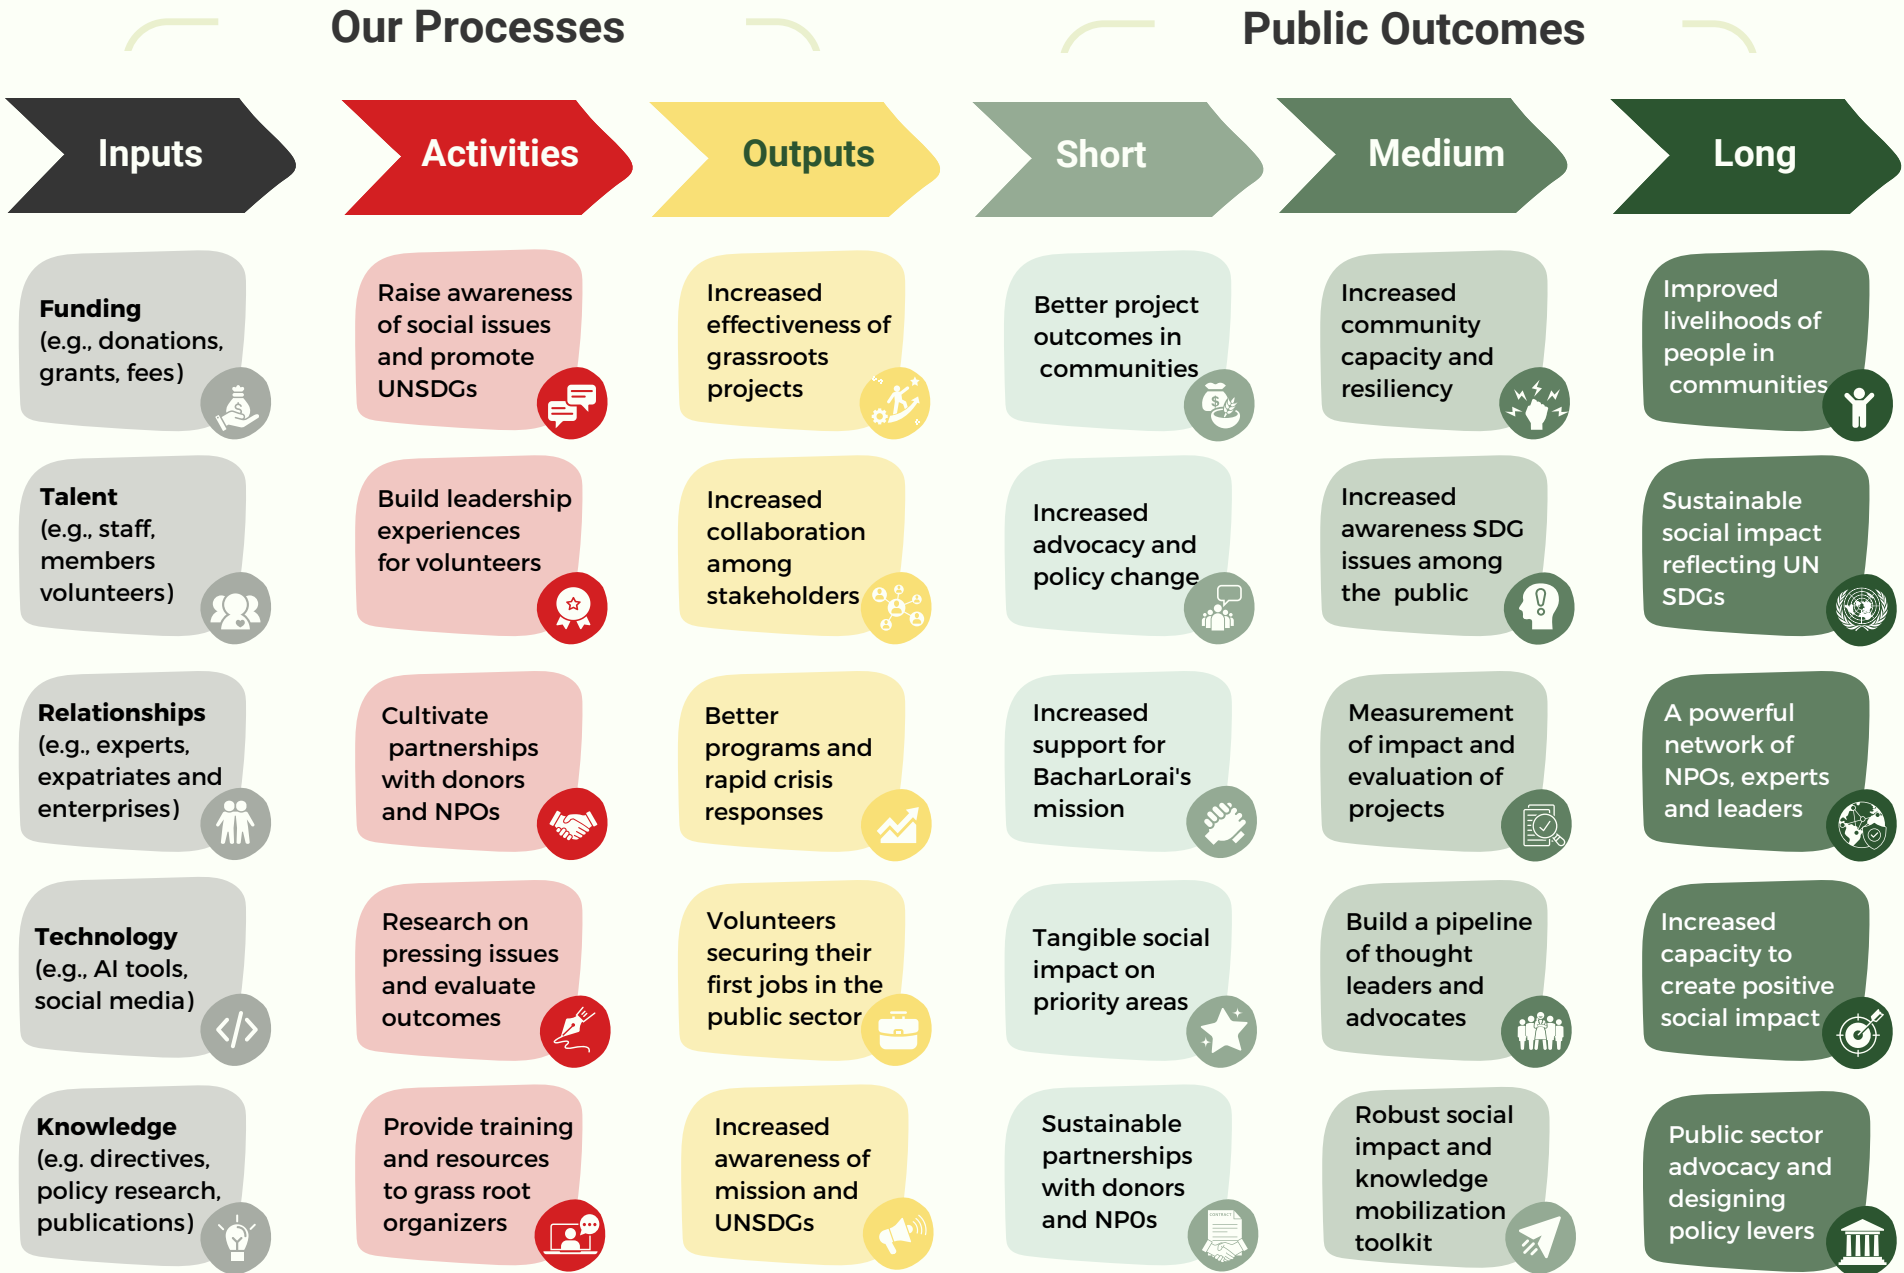 Our Processes
Public Outcomes
Inputs
Activities
Outputs
Short
Medium
Long
Funding
(e.g., donations,
grants, fees)
Raise awareness
of social issues
and promote
UNSDGs
Increased
effectiveness of
grassroots
projects
Better project
outcomes in
communities
Increased
community
capacity and
resiliency
Improved
livelihoods of
people in
communities
Talent
(e.g., staff,
members
volunteers)
Build leadership
experiences
for volunteers
Increased
collaboration
among
stakeholders
Increased
advocacy and
policy change
Increased
awareness SDG
issues among
the public
Sustainable
social impact
reflecting UN
SDGs
Relationships
(e.g., experts,
expatriates and
enterprises)
Cultivate
partnerships
with donors
and NPOs
Better
programs and
rapid crisis
responses
Increased
support for
BacharLorai's
mission
Measurement
of impact and
evaluation of
projects
A powerful
network of
NPOs, experts
and leaders
Technology
(e.g., AI tools,
social media)
Research on
pressing issues
and evaluate
outcomes
Volunteers
securing their
first jobs in the
public sector
Tangible social
impact on
priority areas
Build a pipeline
of thought
leaders and
advocates
Increased
capacity to
create positive
social impact
Knowledge
(e.g. directives,
policy research,
publications)
Provide training
and resources
to grass root
organizers
Increased
awareness of
mission and
UNSDGs
Sustainable
partnerships
with donors
and NP0s
CONTRACT
Robust social
impact and
knowledge
mobilization
toolkit
Public sector
advocacy and
designing
policy levers